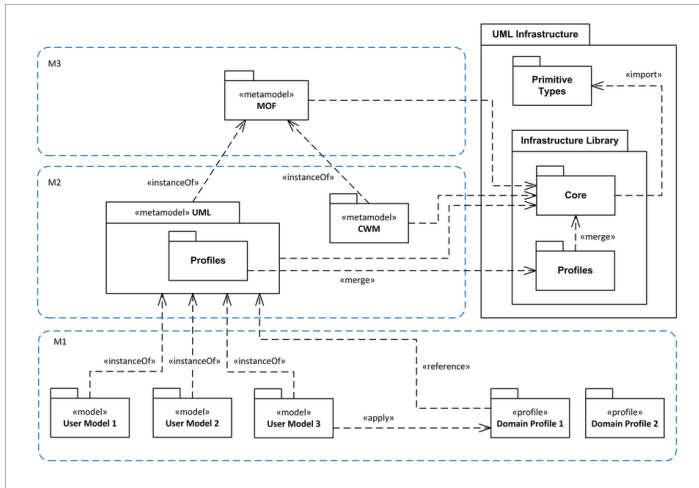 UML Infrastructure
M3
Primitive
Types
«import»
«metamodel»
MOF
Infrastructure Library
«instanceOf»
«instanceOf»
M2
Core
«metamodel» UML
«metamodel»
CWM
«merge»
Profiles
Profiles
«merge»
M1
«instanceOf»
«instanceOf»
«instanceOf»
«reference»
«model»
User Model 1
«model»
User Model 2
«model»
User Model 3
«apply»
«profile»
Domain Profile 1
«profile»
Domain Profile 2